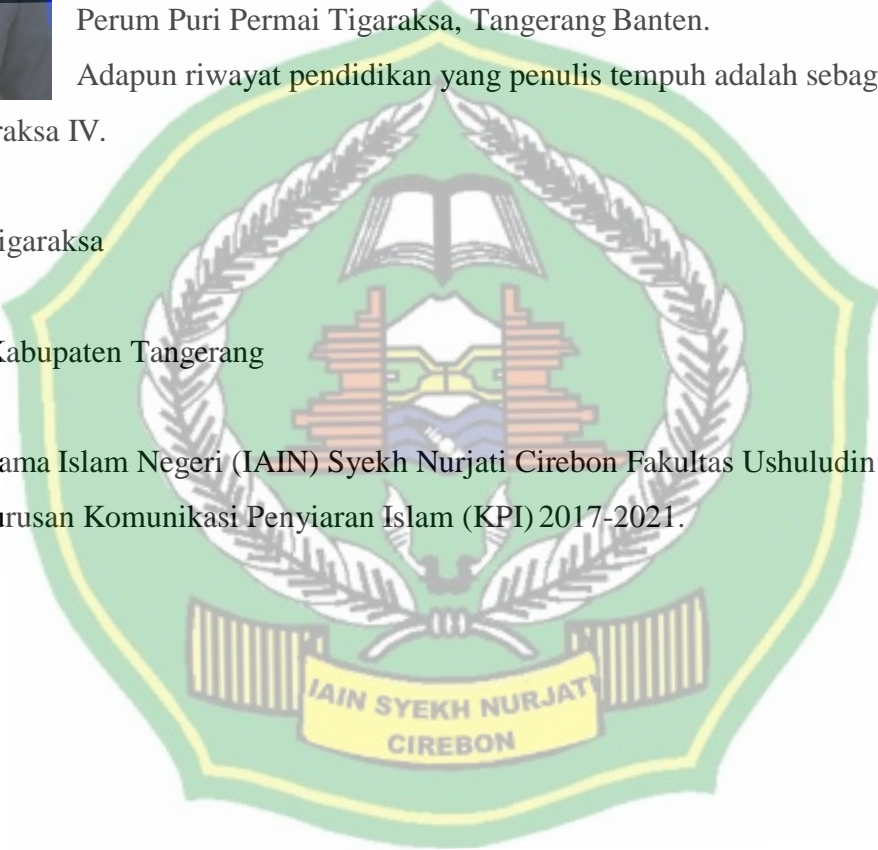 Perum Puri Permai Tigaraksa, Tangerang Banten.
Adapun riwayat pendidikan yang penulis tempuh adalah sebag
raksa IV.
igaraksa
Kabupaten Tangerang
ama Islam Negeri (IAIN) Syekh Nurjati Cirebon Fakultas Ushuludin
urusan Komunikasi Penyiaran Islam (KPI) 2017-2021.
IAIN SYEKH NURJATI
CIREBON